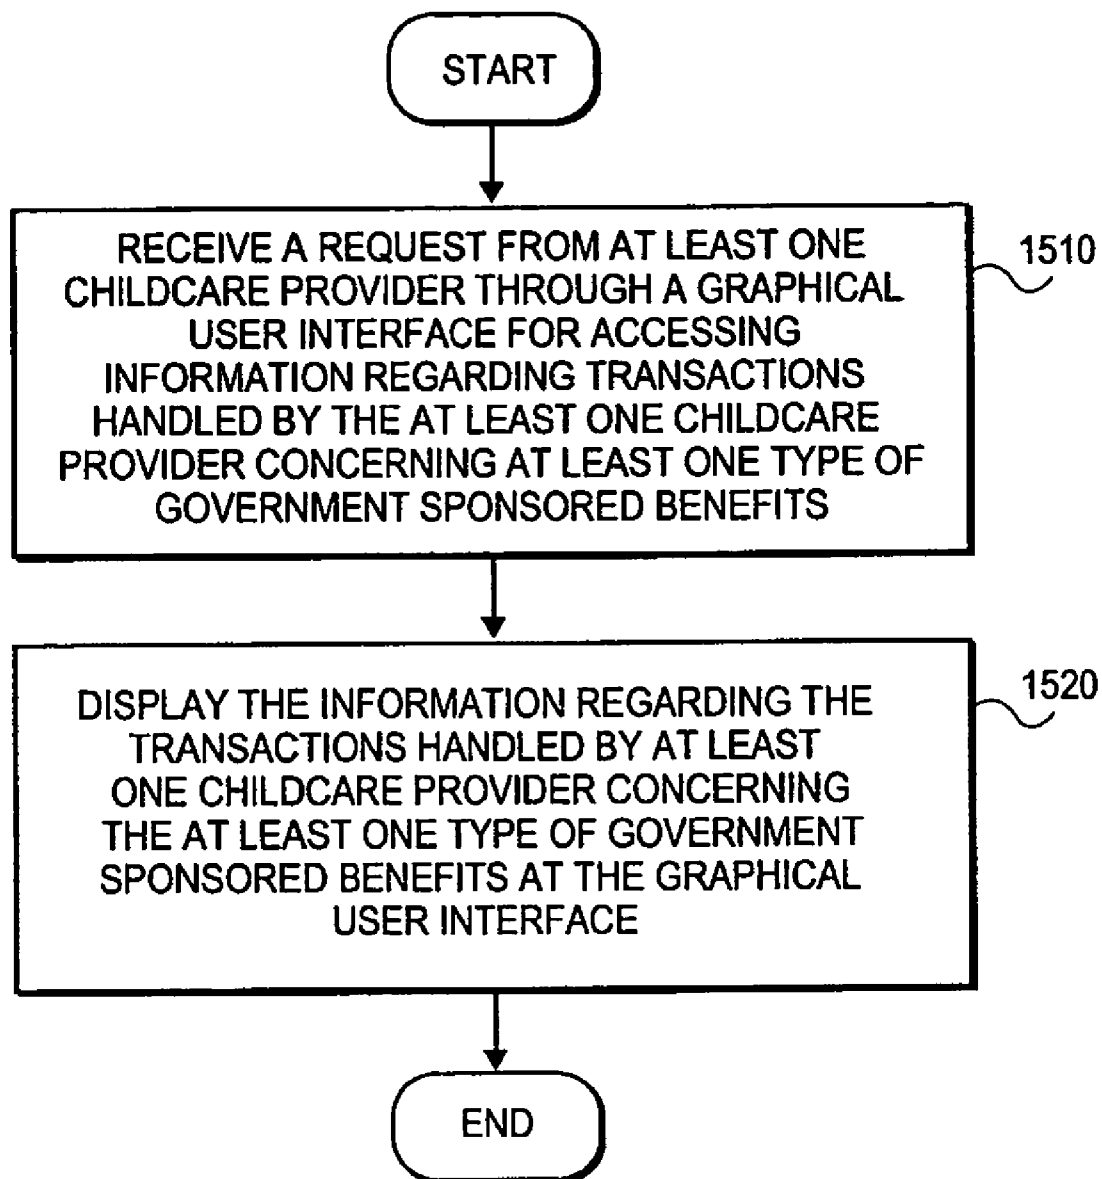 START
RECEIVE A REQUEST FROM AT LEAST ONE
CHILDCARE PROVIDER THROUGH A GRAPHICAL
USER INTERFACE FOR ACCESSING
INFORMATION REGARDING TRANSACTIONS
HANDLED BY THE AT LEAST ONE CHILDCARE
PROVIDER CONCERNING AT LEAST ONE TYPE OF
GOVERNMENT SPONSORED BENEFITS
1510
DISPLAY THE INFORMATION REGARDING THE
TRANSACTIONS HANDLED BY AT LEAST
ONE CHILDCARE PROVIDER CONCERNING
THE AT LEAST ONE TYPE OF GOVERNMENT
SPONSORED BENEFITS AT THE GRAPHICAL
USER INTERFACE
1520
END